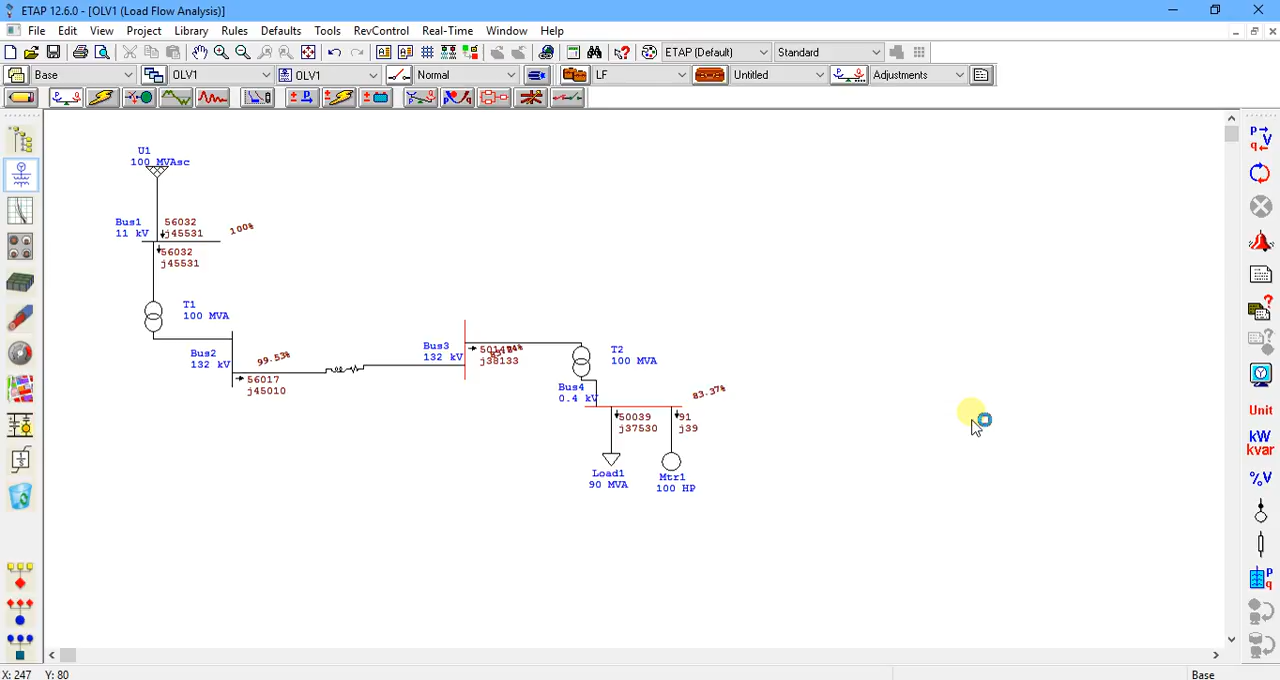 ETAP 12.6.0 - [OLV1 (Load Flow Analysis)]
File Edit View Project Library Rules Defaults Tools RevControl Real-Time Window Help
ETAP (Default) Standard
Base OLV1 OLV1 Normal LF Untitled Adjustments
U1
100 MVAsc
Bus1
11 kV
56032
j45531
100%
56032
j45531
T1
100 MVA
Bus2
132 kV
99.53%
56017
j45010
Bus3
132 kV
j38133
T2
100 MVA
Bus4
0.4 kV
83.37%
50039
j37530
91
j39
Load1
90 MVA
Mtr1
100 HP
Unit
kW
kvar
%V
X: 247 Y: 80
Base